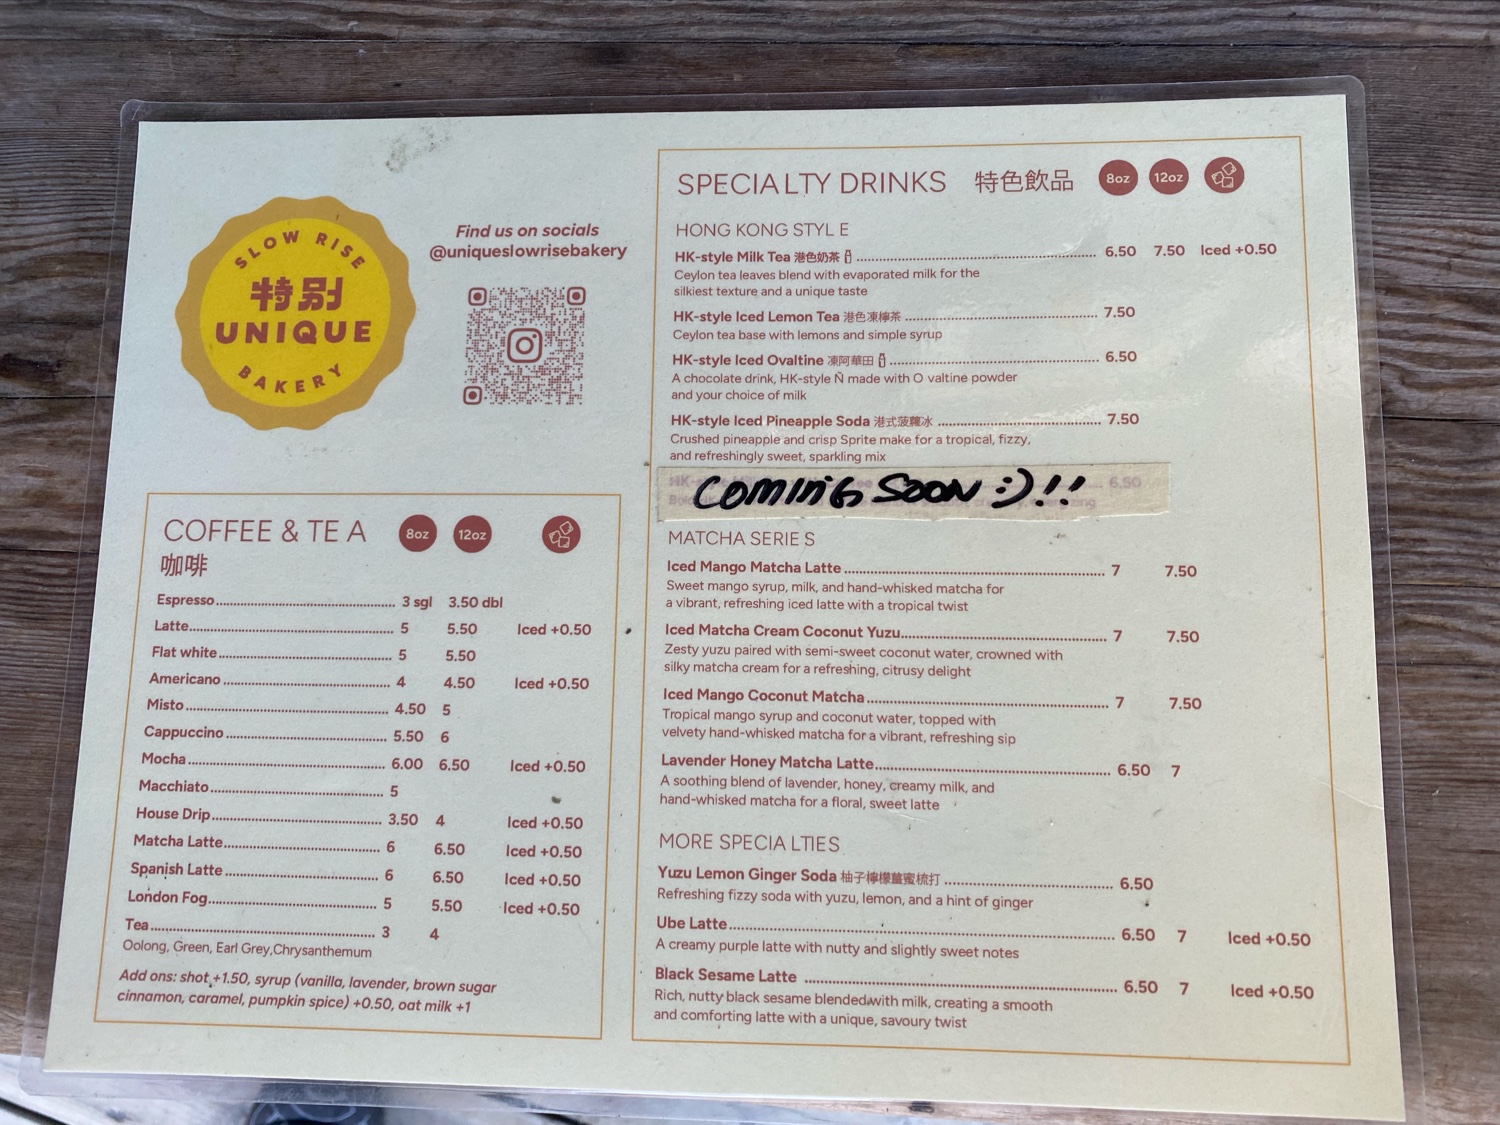 SLOW RISE
特别
UNIQUE
BAKERY
Find us on socials
@uniqueslowrisebakery
COFFEE & TEA 8oz 12oz
咖啡
Espresso 3 sgl 3.50 dbl
Latte 5 5.50 Iced +0.50
Flat white 5 5.50
Americano 4 4.50 Iced +0.50
Misto 4.50 5
Cappuccino 5.50 6
Mocha 6.00 6.50 Iced +0.50
Macchiato 5
House Drip 3.50 4 Iced +0.50
Matcha Latte 6 6.50 Iced +0.50
Spanish Latte 6 6.50 Iced +0.50
London Fog 5 5.50 Iced +0.50
Tea 3 4
Oolong, Green, Earl Grey,Chrysanthemum
Add ons: shot +1.50, syrup (vanilla, lavender, brown sugar
cinnamon, caramel, pumpkin spice) +0.50, oat milk +1
SPECIALTY DRINKS 特色飲品 8oz 12oz
HONG KONG STYLE
HK-style Milk Tea 港色奶茶 6.50 7.50 Iced +0.50
Ceylon tea leaves blend with evaporated milk for the
silkiest texture and a unique taste
HK-style Iced Lemon Tea 港色凍檸茶 7.50
Ceylon tea base with lemons and simple syrup
HK-style Iced Ovaltine 凍阿華田 6.50
A chocolate drink, HK-style Ñ made with Ovaltine powder
and your choice of milk
HK-style Iced Pineapple Soda 港式菠蘿冰 7.50
Crushed pineapple and crisp Sprite make for a tropical, fizzy,
and refreshingly sweet, sparkling mix
COMING SOON :)!! 6.50
MATCHA SERIES
Iced Mango Matcha Latte 7 7.50
Sweet mango syrup, milk, and hand-whisked matcha for
a vibrant, refreshing iced latte with a tropical twist
Iced Matcha Cream Coconut Yuzu 7 7.50
Zesty yuzu paired with semi-sweet coconut water, crowned with
silky matcha cream for a refreshing, citrusy delight
Iced Mango Coconut Matcha 7 7.50
Tropical mango syrup and coconut water, topped with
velvety hand-whisked matcha for a vibrant, refreshing sip
Lavender Honey Matcha Latte 6.50 7
A soothing blend of lavender, honey, creamy milk, and
hand-whisked matcha for a floral, sweet latte
MORE SPECIALTIES
Yuzu Lemon Ginger Soda 柚子檸檬薑蜜梳打 6.50
Refreshing fizzy soda with yuzu, lemon, and a hint of ginger
Ube Latte 6.50 7 Iced +0.50
A creamy purple latte with nutty and slightly sweet notes
Black Sesame Latte 6.50 7 Iced +0.50
Rich, nutty black sesame blended with milk, creating a smooth
and comforting latte with a unique, savoury twist